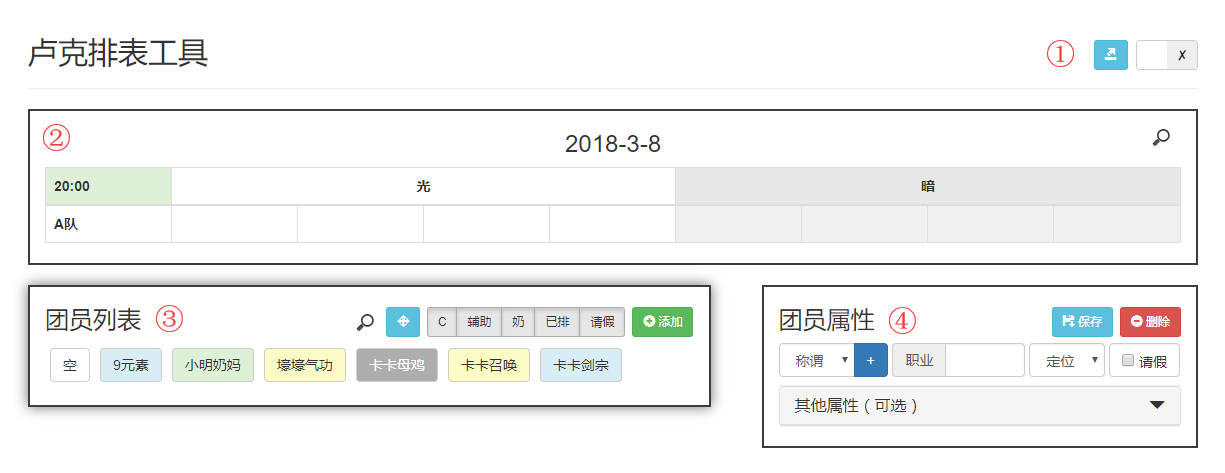 卢克排表工具
① ✗
②
2018-3-8
20:00 光 暗
A队
团员列表 ③ C 辅助 奶 已排 请假 添加
空 9元素 小明奶妈 壕壕气功 卡卡母鸡 卡卡召唤 卡卡剑宗
团员属性 ④ 保存 删除
称谓 + 职业 定位 请假
其他属性（可选）